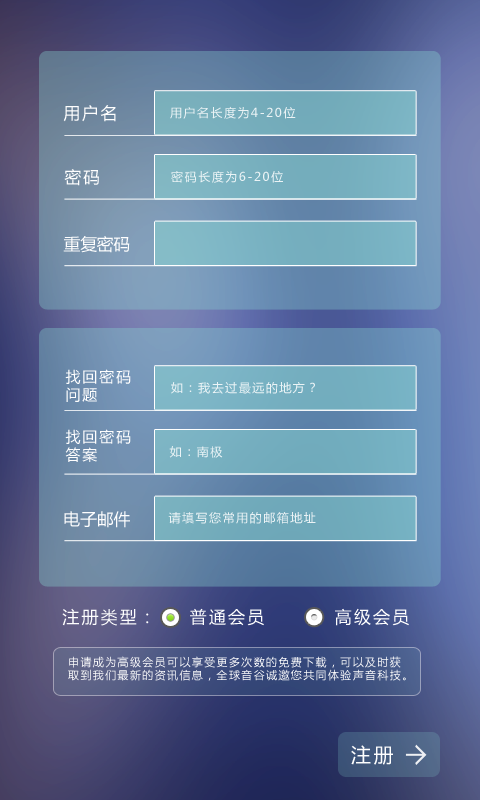 用户名 用户名长度为4-20位
密码 密码长度为6-20位
重复密码
找回密码
问题
如：我去过最远的地方？
找回密码
答案
如：南极
电子邮件 请填写您常用的邮箱地址
注册类型： 普通会员 高级会员
申请成为高级会员可以享受更多次数的免费下载，可以及时获
取到我们最新的资讯信息，全球音谷诚邀您共同体验声音科技。
注册